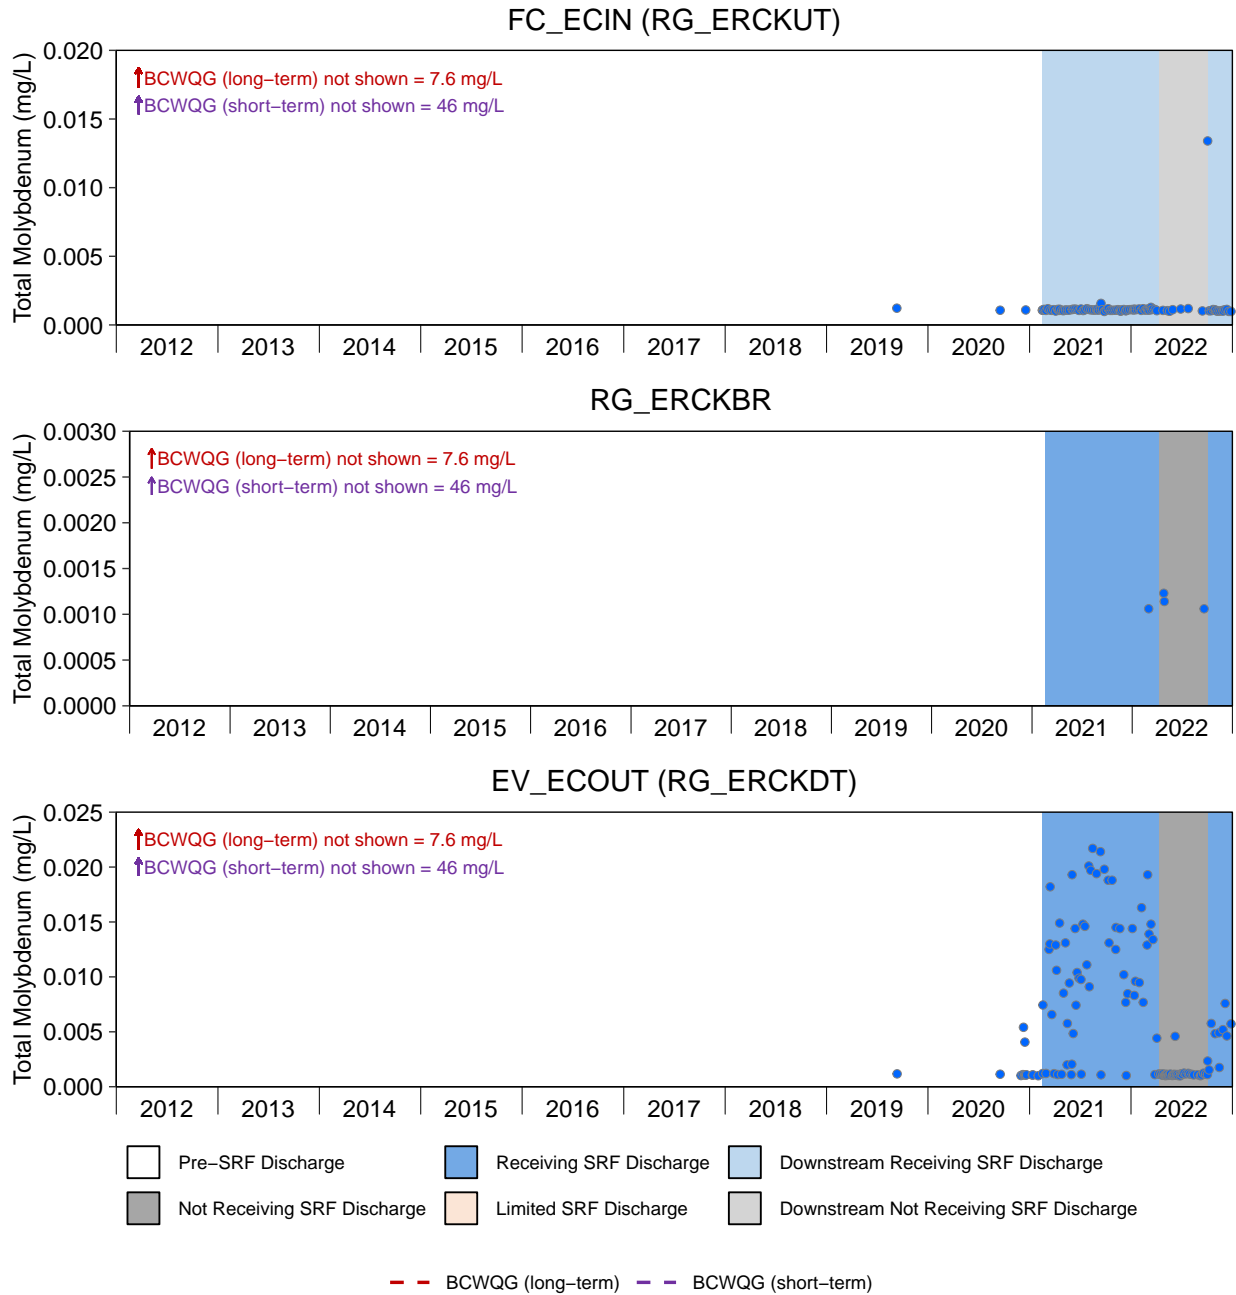 FC_ECIN (RG_ERCKUT)
Total Molybdenum (mg/L)
0.020
0.015
0.010
0.005
0.000
BCWQG (long−term) not shown = 7.6 mg/L
BCWQG (short−term) not shown = 46 mg/L
2012 2013 2014 2015 2016 2017 2018 2019 2020 2021 2022
RG_ERCKBR
Total Molybdenum (mg/L)
0.0030
0.0025
0.0020
0.0015
0.0010
0.0005
0.0000
BCWQG (long−term) not shown = 7.6 mg/L
BCWQG (short−term) not shown = 46 mg/L
2012 2013 2014 2015 2016 2017 2018 2019 2020 2021 2022
EV_ECOUT (RG_ERCKDT)
Total Molybdenum (mg/L)
0.025
0.020
0.015
0.010
0.005
0.000
BCWQG (long−term) not shown = 7.6 mg/L
BCWQG (short−term) not shown = 46 mg/L
2012 2013 2014 2015 2016 2017 2018 2019 2020 2021 2022
Pre−SRF Discharge Receiving SRF Discharge Downstream Receiving SRF Discharge
Not Receiving SRF Discharge Limited SRF Discharge Downstream Not Receiving SRF Discharge
BCWQG (long−term) BCWQG (short−term)